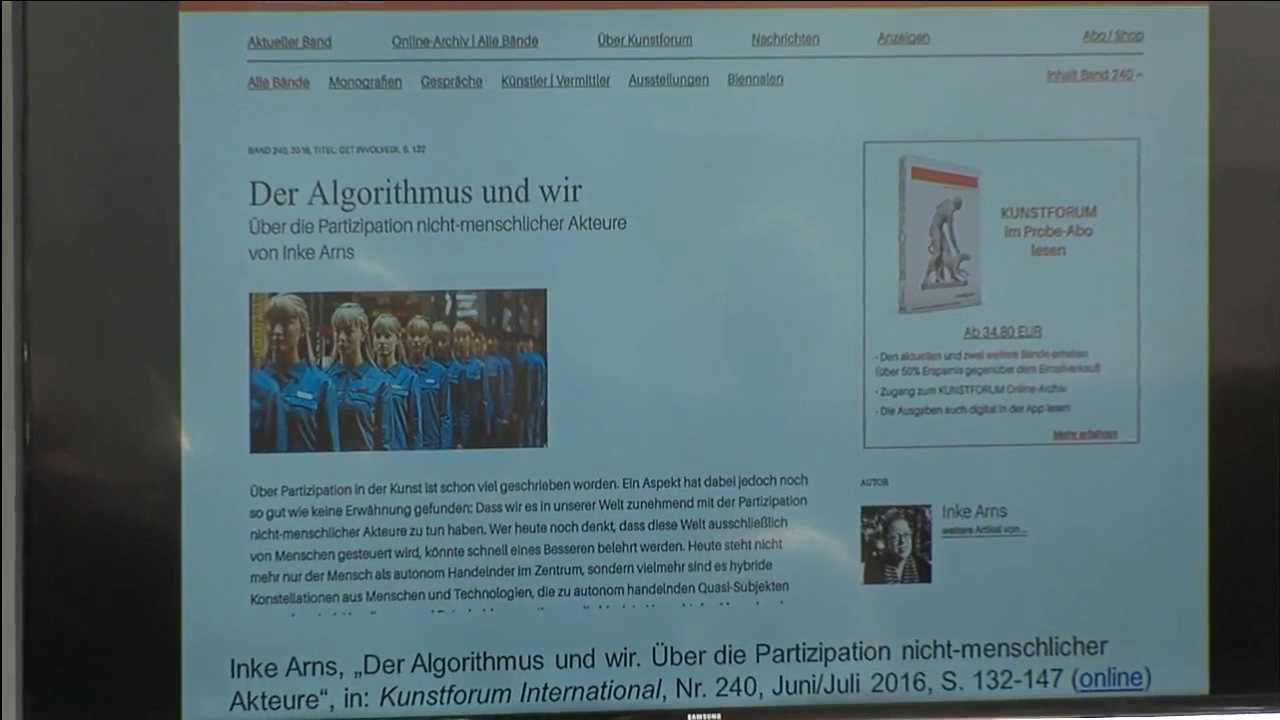 Aktueller Band
Online-Archiv | Alle Bände
Über Kunstforum
Nachrichten
Anzeigen
Abo / Shop
Alle Bände
Monografien
Gespräche
Künstler | Vermittler
Ausstellungen
Biennalen
Inhalt Band 240
BAND 240, 2016, TITEL: GET INVOLVED!, S. 132
Der Algorithmus und wir
Über die Partizipation nicht-menschlicher Akteure
von Inke Arns
KUNSTFORUM
im Probe-Abo
lesen
Ab 34,80 EUR
· Den aktuellen und zwei weitere Bände erhalten
(über 50% Ersparnis gegenüber dem Einzelverkauf)
· Zugang zum KUNSTFORUM Online-Archiv
· Die Ausgaben auch digital in der App lesen
Mehr erfahren
Über Partizipation in der Kunst ist schon viel geschrieben worden. Ein Aspekt hat dabei jedoch noch
so gut wie keine Erwähnung gefunden: Dass wir es in unserer Welt zunehmend mit der Partizipation
nicht-menschlicher Akteure zu tun haben. Wer heute noch denkt, dass diese Welt ausschließlich
von Menschen gesteuert wird, könnte schnell eines Besseren belehrt werden. Heute steht nicht
mehr nur der Mensch als autonom Handelnder im Zentrum, sondern vielmehr sind es hybride
Konstellationen aus Menschen und Technologien, die zu autonom handelnden Quasi-Subjekten
AUTOR
Inke Arns
weitere Artikel von ...
Inke Arns, „Der Algorithmus und wir. Über die Partizipation nicht-menschlicher
Akteure“, in: Kunstforum International, Nr. 240, Juni/Juli 2016, S. 132-147 (online)
SAMSUNG